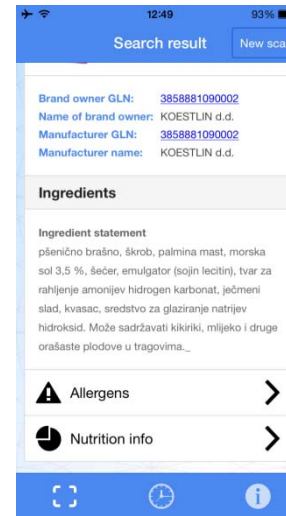 12:49
93%
Search result
New sca
Brand owner GLN: 3858881090002
Name of brand owner: KOESTLIN d.d.
Manufacturer GLN: 3858881090002
Manufacturer name: KOESTLIN d.d.
Ingredients
Ingredient statement
pšenično brašno, škrob, palmina mast, morska
sol 3,5 %, šećer, emulgator (sojin lecitin), tvar za
rahljenje amonijev hidrogen karbonat, ječmeni
slad, kvasac, sredstvo za glaziranje natrijev
hidroksid. Može sadržavati kikiriki, mlijeko i druge
orašaste plodove u tragovima._
Allergens
Nutrition info